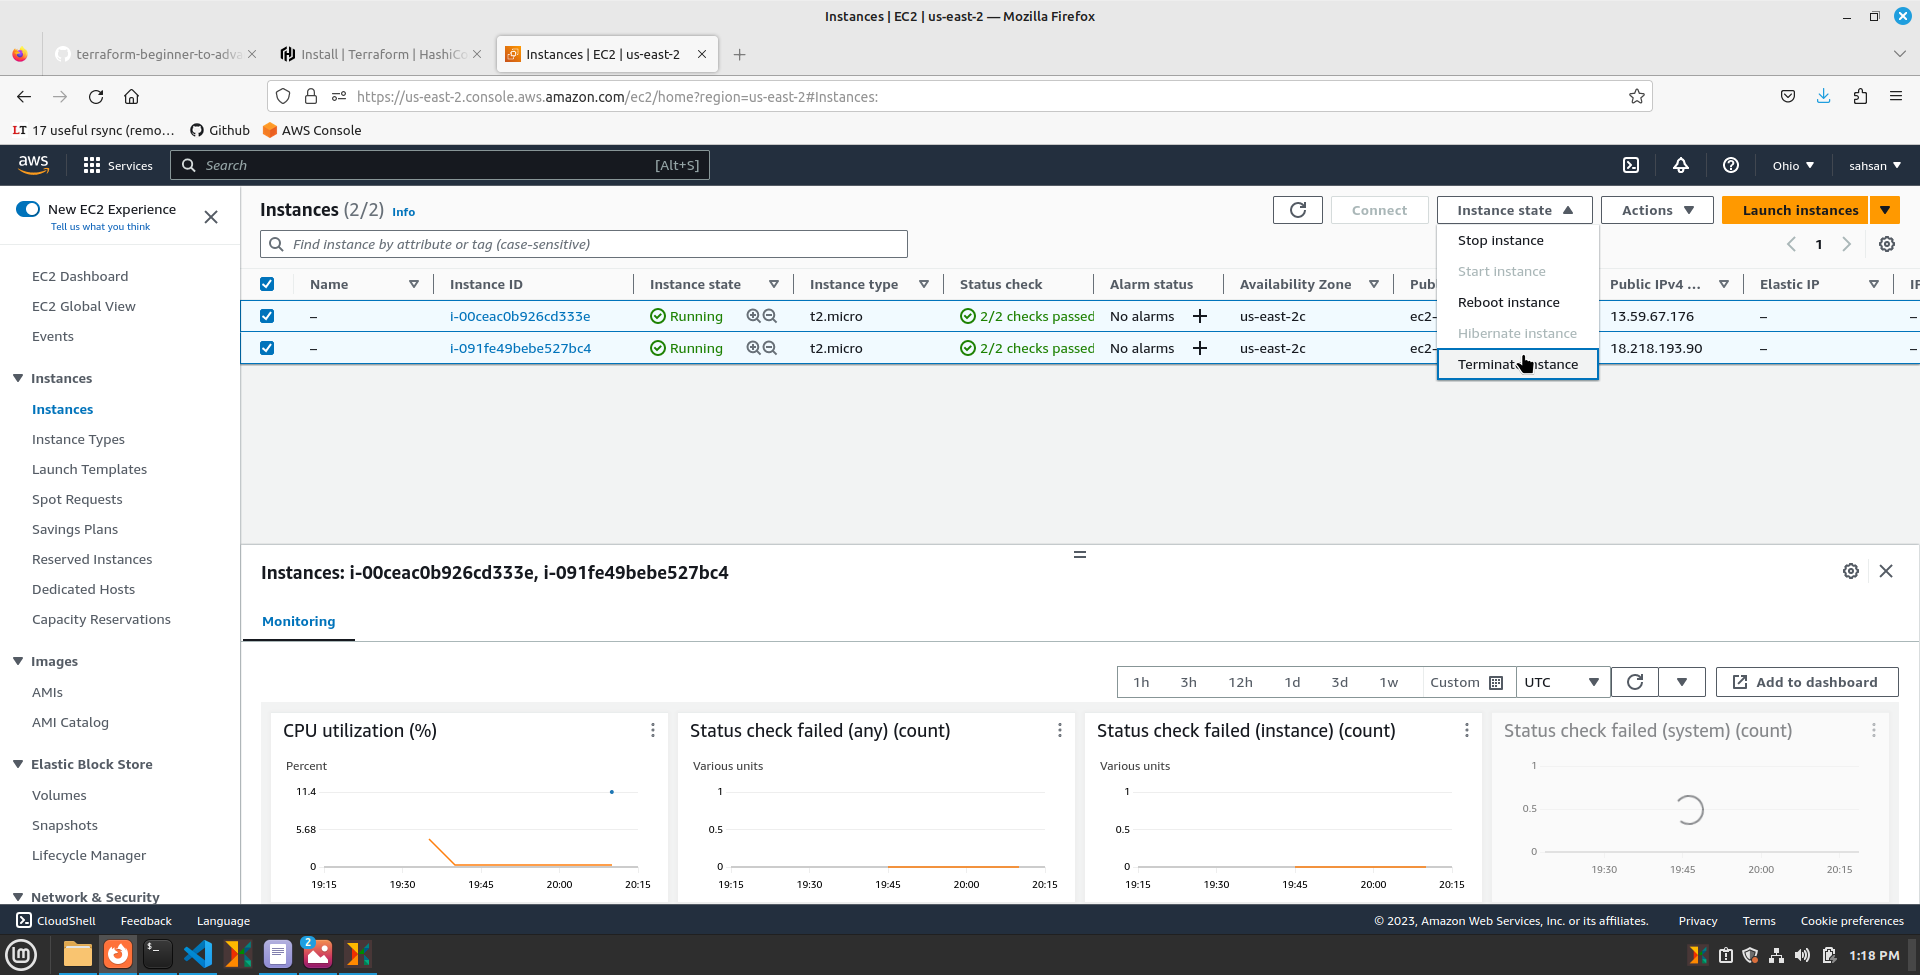 Instances | EC2 | us-east-2 — Mozilla Firefox
terraform-beginner-to-adva
Install | Terraform | HashiCo
Instances | EC2 | us-east-2
https://us-east-2.console.aws.amazon.com/ec2/home?region=us-east-2#Instances:
LT 17 useful rsync (remo…
Github
AWS Console
aws
Services
Search
[Alt+S]
Ohio
sahsan
New EC2 Experience
Tell us what you think
EC2 Dashboard
EC2 Global View
Events
Instances
Instances
Instance Types
Launch Templates
Spot Requests
Savings Plans
Reserved Instances
Dedicated Hosts
Capacity Reservations
Images
AMIs
AMI Catalog
Elastic Block Store
Volumes
Snapshots
Lifecycle Manager
Network & Security
Instances (2/2) Info
Connect
Instance state
Actions
Launch instances
Find instance by attribute or tag (case-sensitive)
1
Stop instance
Start instance
Reboot instance
Hibernate instance
Terminate instance
Name Instance ID Instance state Instance type Status check Alarm status Availability Zone Pub Public IPv4 ... Elastic IP IP
– i-00ceac0b926cd333e Running t2.micro 2/2 checks passed No alarms + us-east-2c ec2- 13.59.67.176 – –
– i-091fe49bebe527bc4 Running t2.micro 2/2 checks passed No alarms + us-east-2c ec2- 18.218.193.90 – –
Instances: i-00ceac0b926cd333e, i-091fe49bebe527bc4
Monitoring
1h 3h 12h 1d 3d 1w Custom UTC
Add to dashboard
CPU utilization (%)
Percent
11.4
5.68
0
19:15 19:30 19:45 20:00 20:15
Status check failed (any) (count)
Various units
1
0.5
0
19:15 19:30 19:45 20:00 20:15
Status check failed (instance) (count)
Various units
1
0.5
0
19:15 19:30 19:45 20:00 20:15
Status check failed (system) (count)
1
0.5
0
19:30 19:45 20:00 20:15
CloudShell Feedback Language
© 2023, Amazon Web Services, Inc. or its affiliates. Privacy Terms Cookie preferences
2
1:18 PM